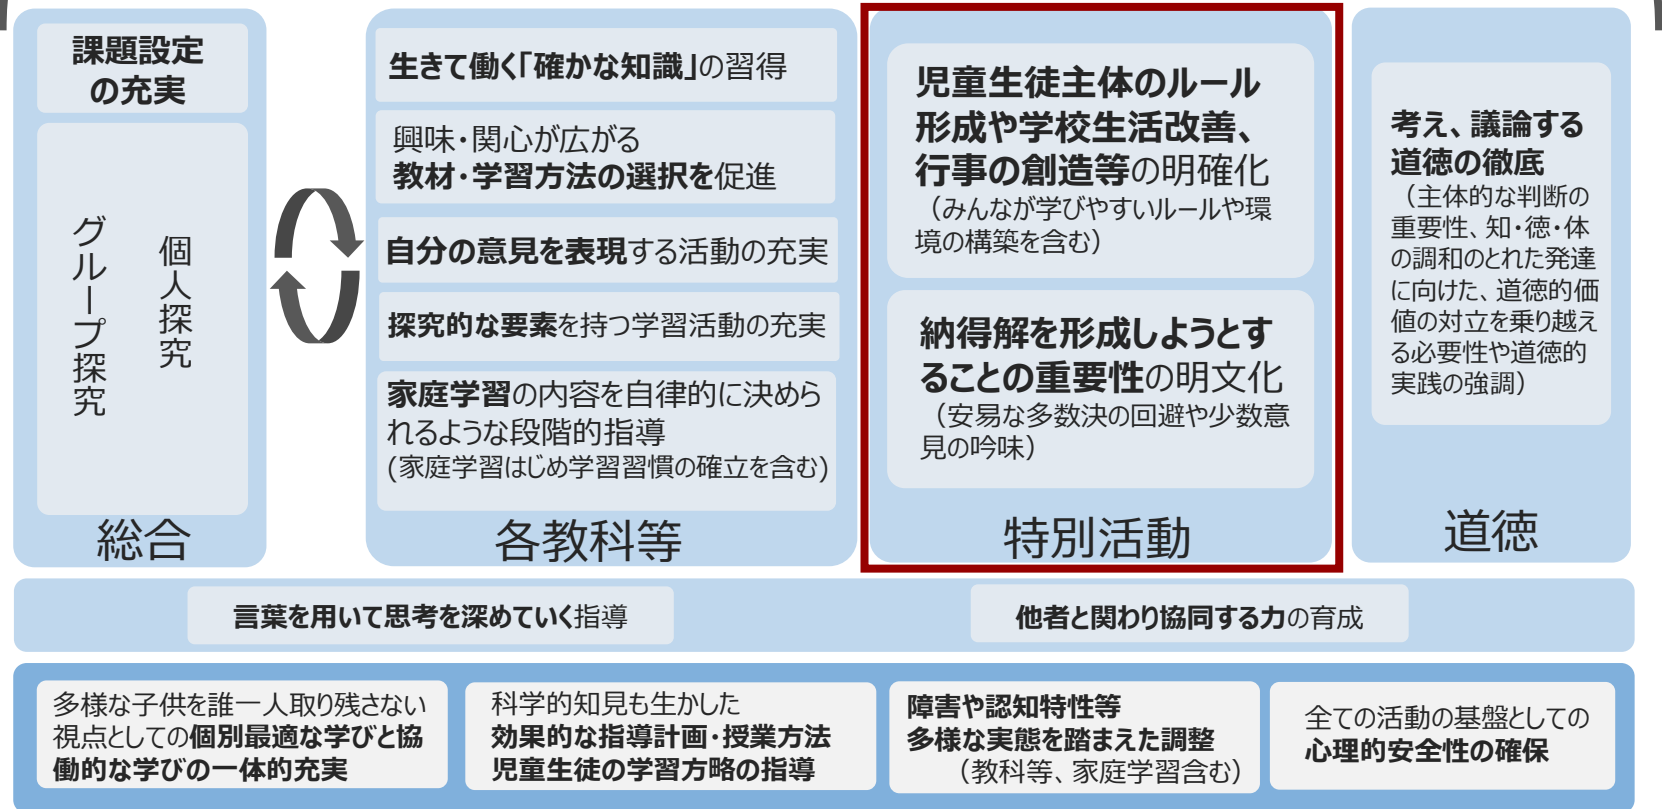 課題設定
の充実
グループ探究
個人探究
総合
生きて働く「確かな知識」の習得
興味・関心が広がる
教材・学習方法の選択を促進
自分の意見を表現する活動の充実
探究的な要素を持つ学習活動の充実
家庭学習の内容を自律的に決めら
れるような段階的指導
(家庭学習はじめ学習習慣の確立を含む)
各教科等
児童生徒主体のルール
形成や学校生活改善、
行事の創造等の明確化
（みんなが学びやすいルールや環
境の構築を含む）
納得解を形成しようとす
ることの重要性の明文化
（安易な多数決の回避や少数意
見の吟味）
特別活動
考え、議論する
道徳の徹底
（主体的な判断の
重要性、知・徳・体
の調和のとれた発達
に向けた、道徳的価
値の対立を乗り越え
る必要性や道徳的
実践の強調）
道徳
言葉を用いて思考を深めていく指導
他者と関わり協同する力の育成
多様な子供を誰一人取り残さない
視点としての個別最適な学びと協
働的な学びの一体的充実
科学的知見も生かした
効果的な指導計画・授業方法
児童生徒の学習方略の指導
障害や認知特性等
多様な実態を踏まえた調整
（教科等、家庭学習含む）
全ての活動の基盤としての
心理的安全性の確保